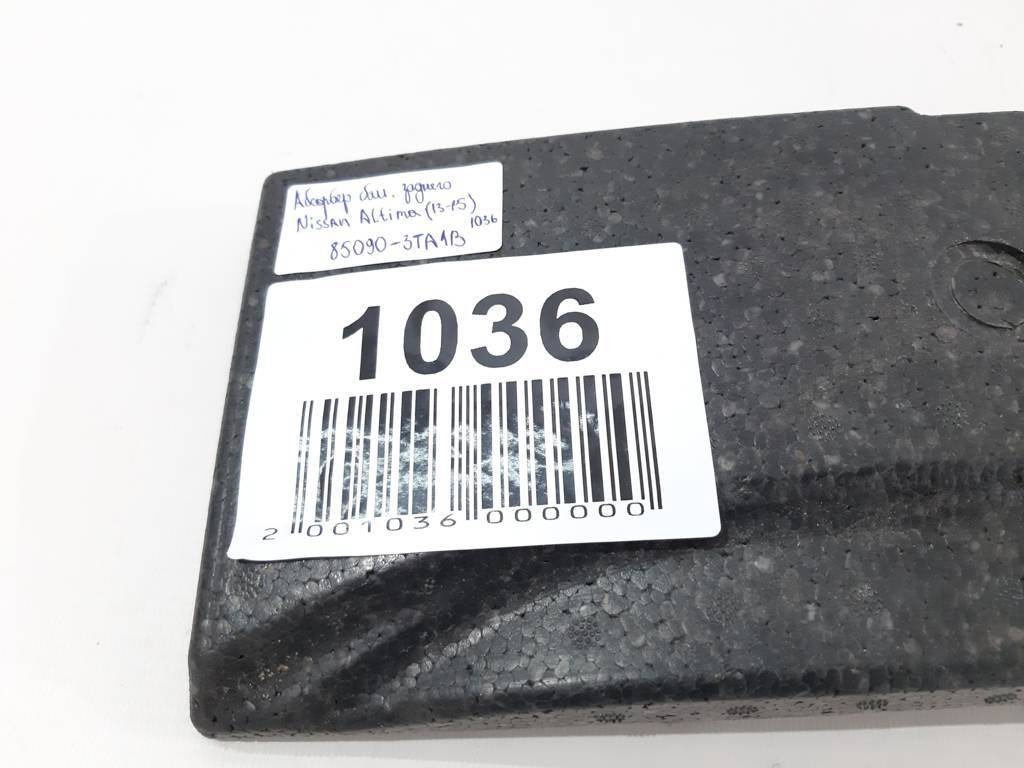 Абсорбер бам. заднего
Nissan Altima (13-15)
1036
85090-3TA1B
1036
2 001036 000000